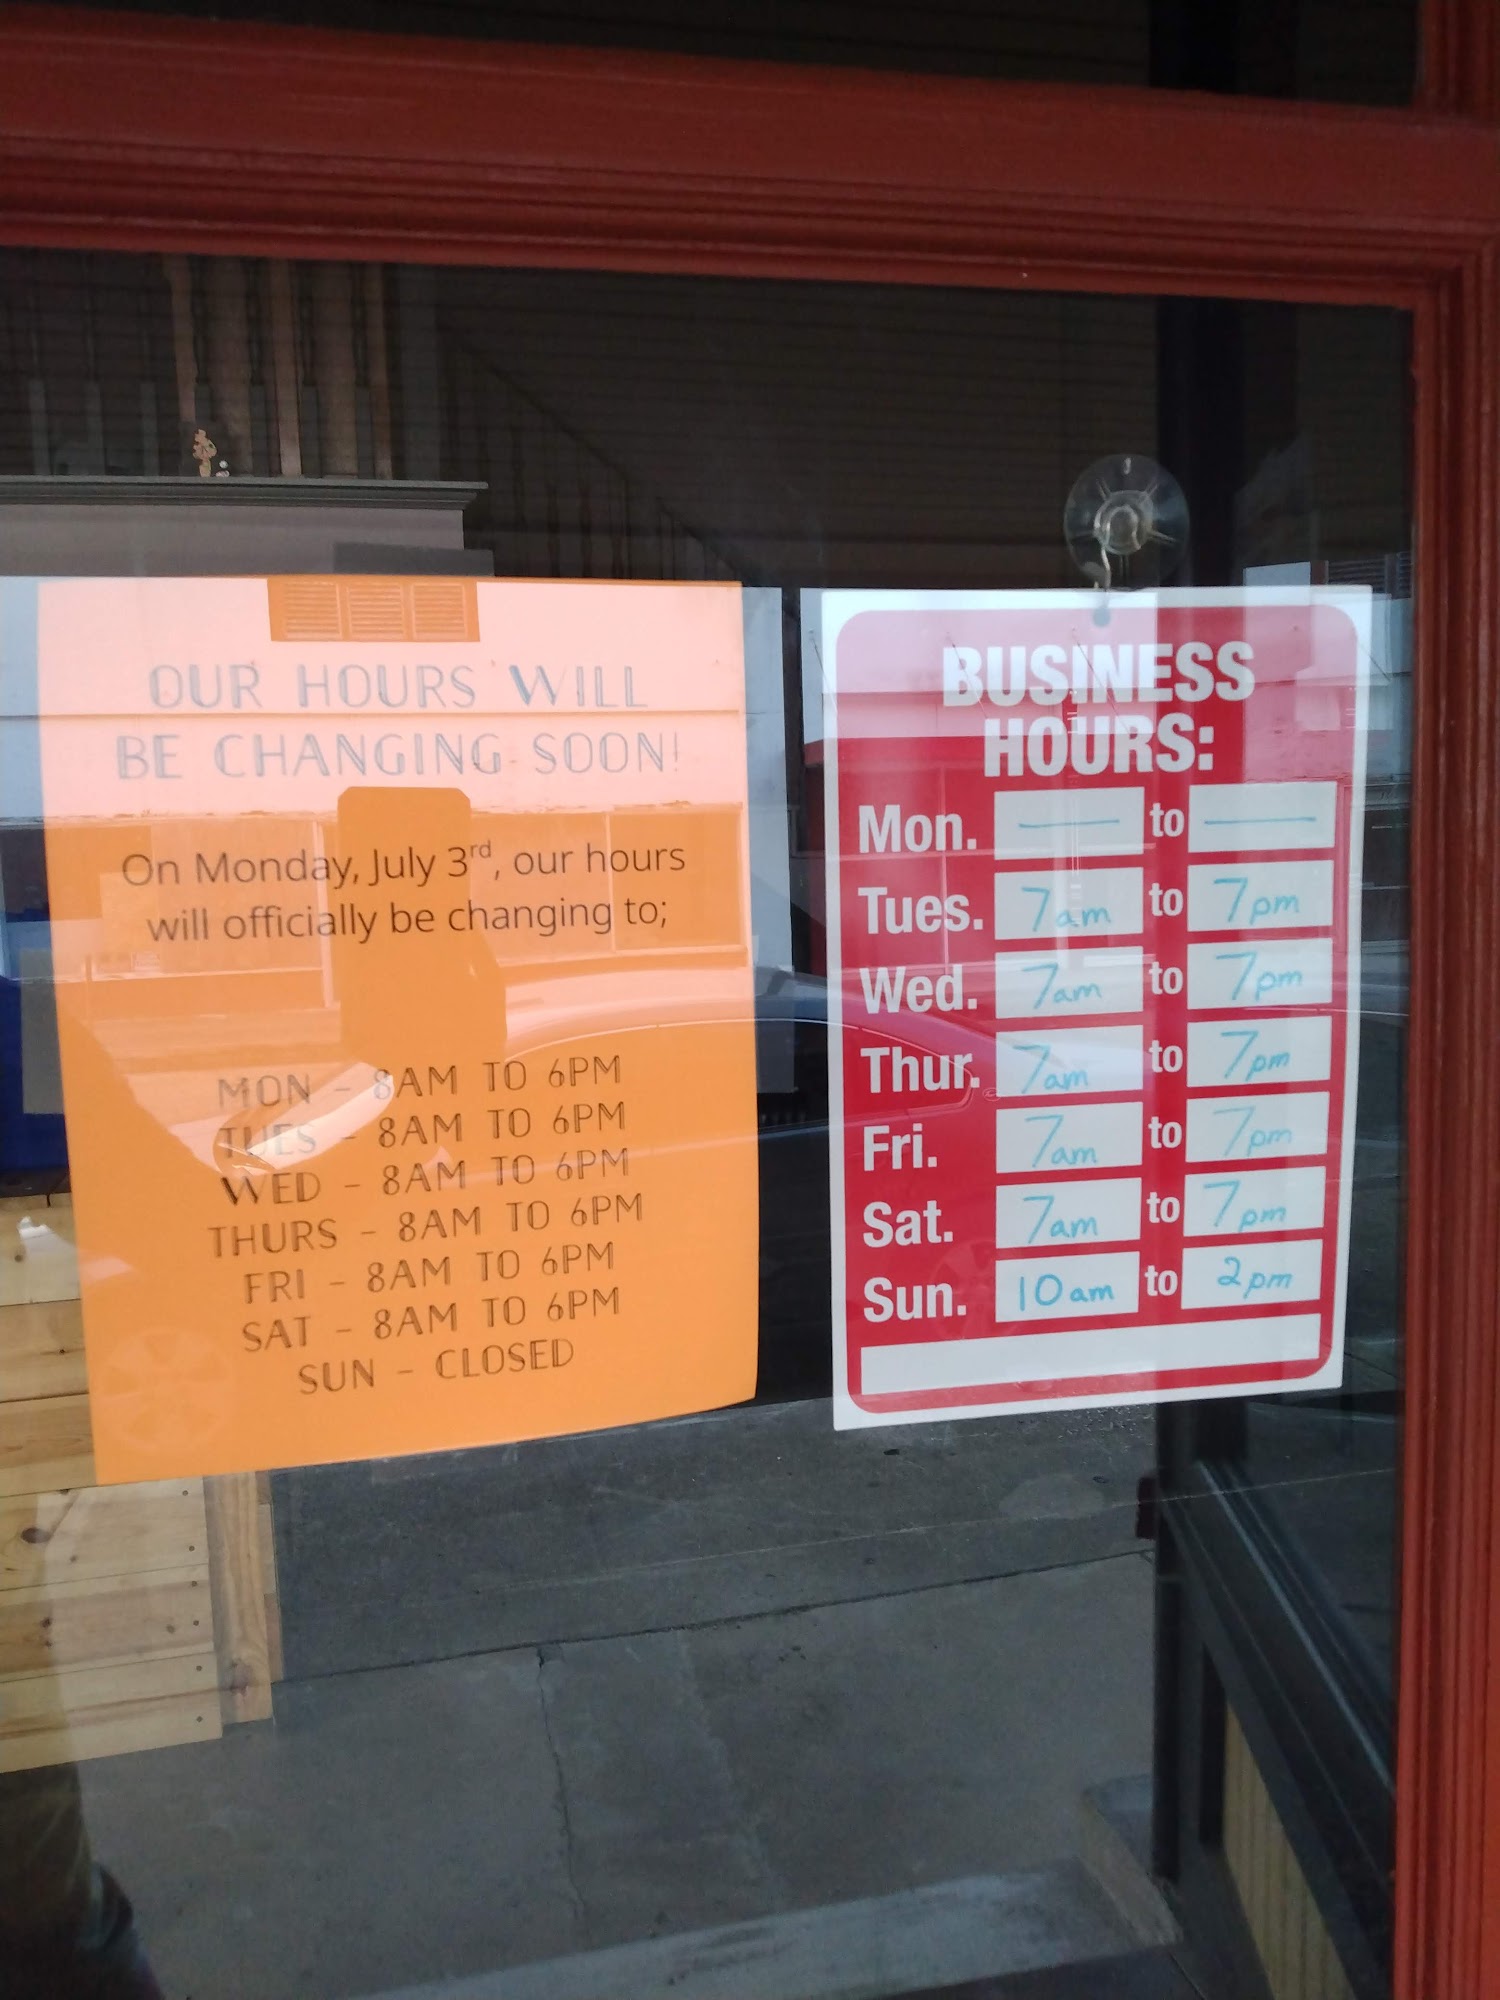 OUR HOURS WILL
BE CHANGING SOON!
On Monday, July 3rd, our hours
will officially be changing to;
MON - 8AM TO 6PM
TUES - 8AM TO 6PM
WED - 8AM TO 6PM
THURS - 8AM TO 6PM
FRI - 8AM TO 6PM
SAT - 8AM TO 6PM
SUN - CLOSED
BUSINESS
HOURS:
Mon. — to —
Tues. 7am to 7pm
Wed. 7am to 7pm
Thur. 7am to 7pm
Fri. 7am to 7pm
Sat. 7am to 7pm
Sun. 10am to 2pm